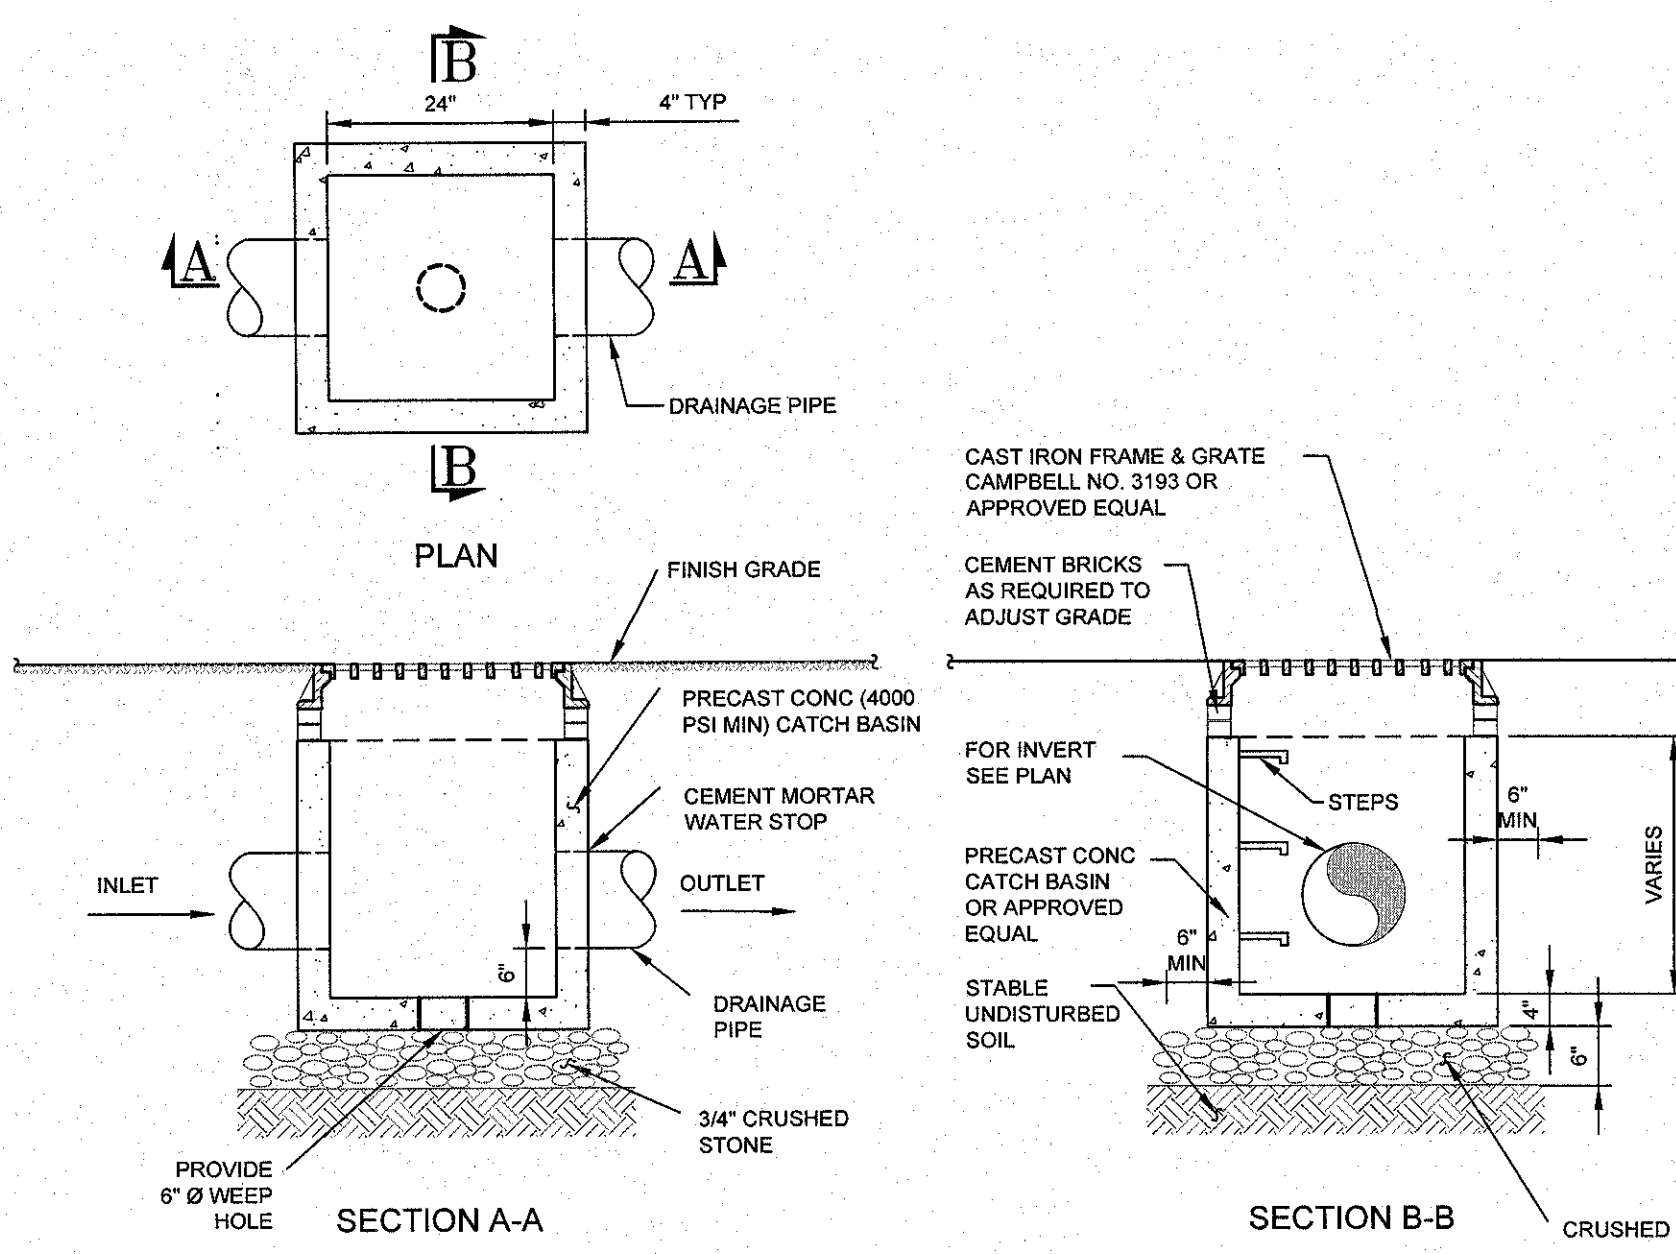 B
24"
4" TYP
A
A
DRAINAGE PIPE
B
PLAN
FINISH GRADE
PRECAST CONC (4000
PSI MIN) CATCH BASIN
CEMENT MORTAR
WATER STOP
INLET
OUTLET
6"
DRAINAGE
PIPE
3/4" CRUSHED
STONE
PROVIDE
6" Ø WEEP
HOLE
SECTION A-A
CAST IRON FRAME & GRATE
CAMPBELL NO. 3193 OR
APPROVED EQUAL
CEMENT BRICKS
AS REQUIRED TO
ADJUST GRADE
FOR INVERT
SEE PLAN
STEPS
6"
MIN
VARIES
PRECAST CONC
CATCH BASIN
OR APPROVED
EQUAL
6"
MIN
STABLE
UNDISTURBED
SOIL
4"
6"
SECTION B-B
CRUSHED